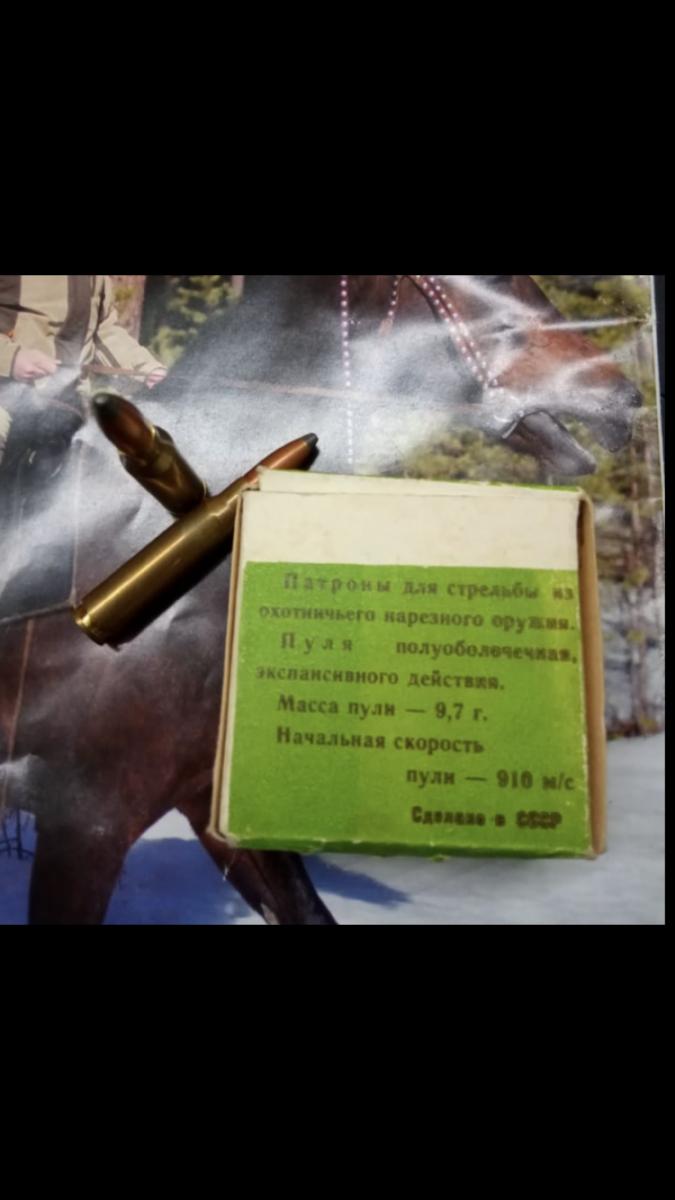 Патроны для стрельбы из
охотничьего нарезного оружия.
Пуля полуоболочечная,
экспансивного действия.
Масса пули — 9,7 г.
Начальная скорость
пули — 910 м/с
Сделано в СССР